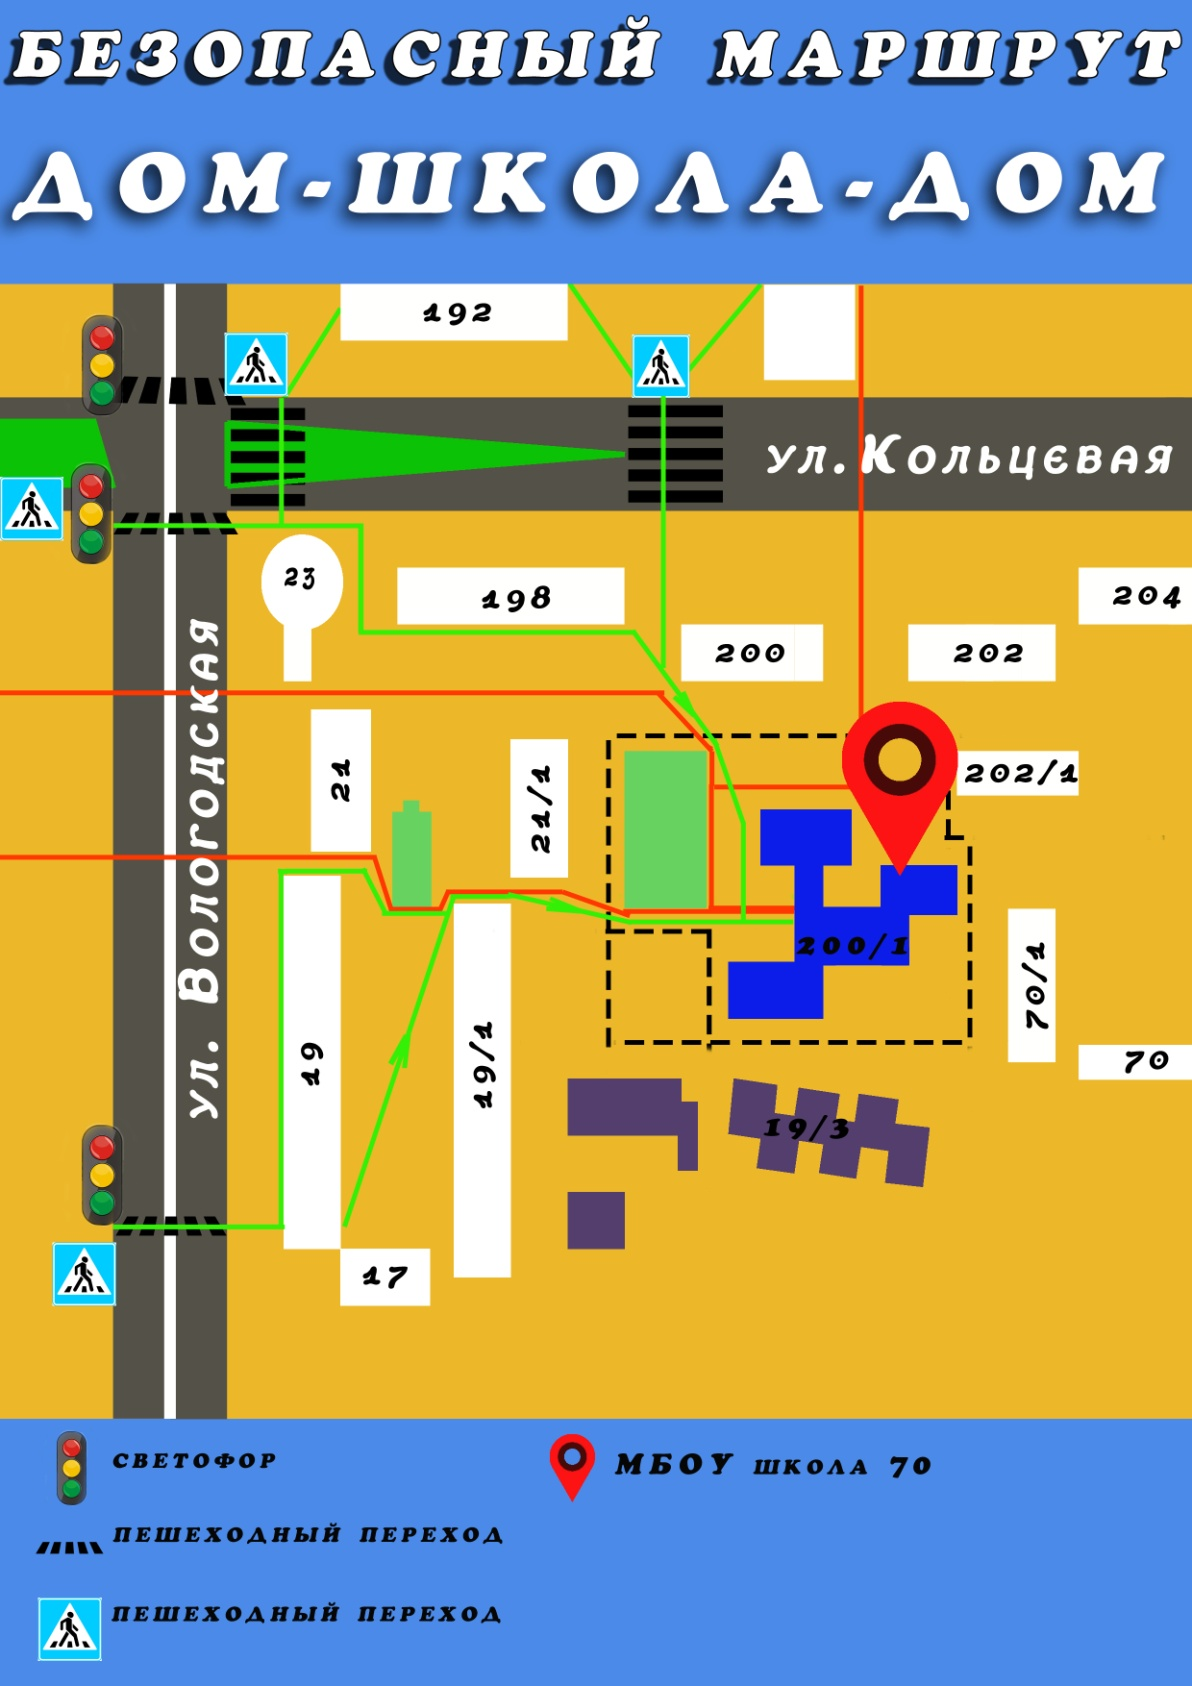 БЕЗОПАСНЫЙ МАРШРУТ
ДОМ-ШКОЛА-ДОМ
192
ул. Кольцевая
23
198
204
200
202
ул. Вологодская
21
21/1
202/1
200/1
19
19/1
70/1
70
19/3
17
СВЕТОФОР
МБОУ школа 70
ПЕШЕХОДНЫЙ ПЕРЕХОД
ПЕШЕХОДНЫЙ ПЕРЕХОД